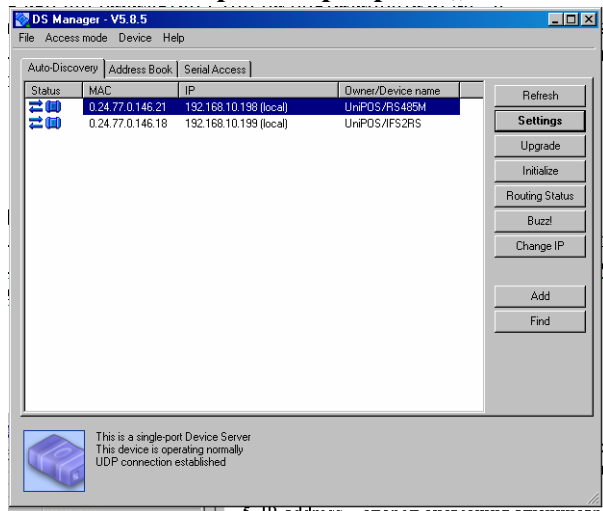 DS Manager - V5.8.5
File Access mode Device Help
Auto-Discovery Address Book Serial Access
Status MAC IP Owner/Device name
0.24.77.0.146.21 192.168.10.198 (local) UniPOS/RS485M
0.24.77.0.146.18 192.168.10.199 (local) UniPOS/IFS2RS
Refresh
Settings
Upgrade
Initialize
Routing Status
Buzz!
Change IP
Add
Find
This is a single-port Device Server
This device is operating normally
UDP connection established
5. IP address